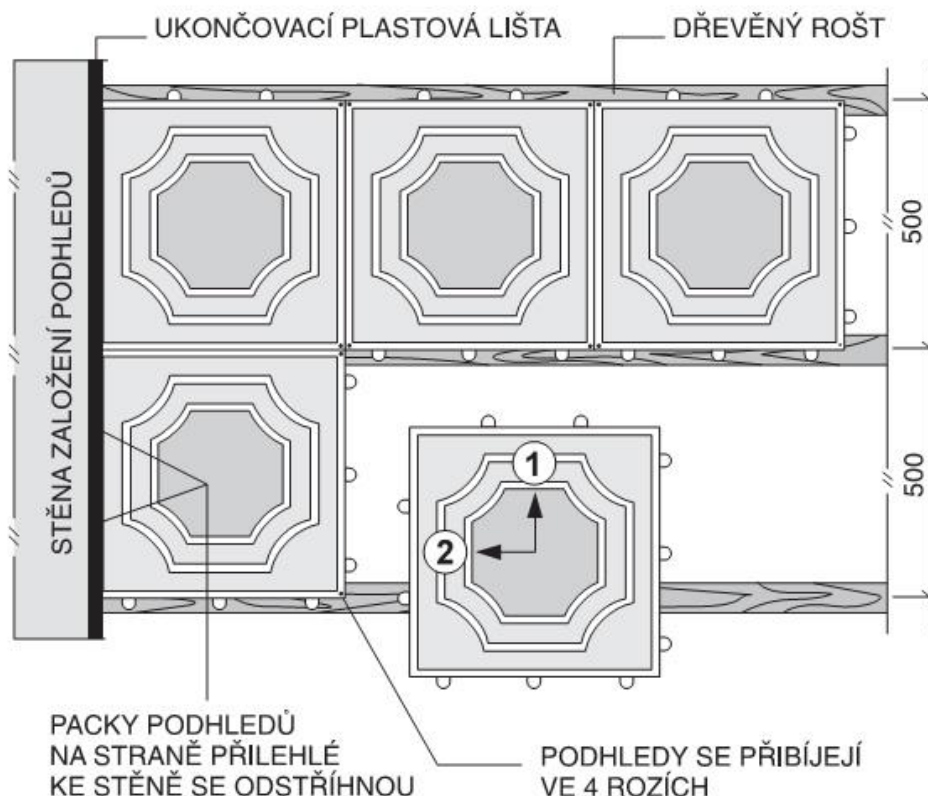 UKONČOVACÍ PLASTOVÁ LIŠTA
DŘEVĚNÝ ROŠT
STĚNA ZALOŽENÍ PODHLEDŮ
500
500
1
2
PACKY PODHLEDŮ
NA STRANĚ PŘILEHLÉ
KE STĚNĚ SE ODSTŘÍHNOU
PODHLEDY SE PŘIBÍJEJÍ
VE 4 ROZÍCH